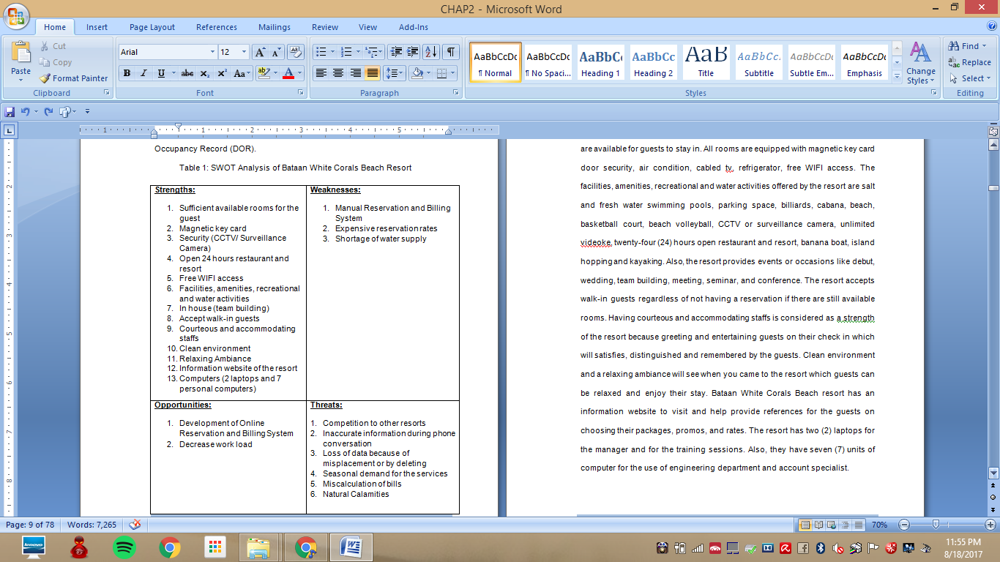 CHAP2 - Microsoft Word
Home Insert Page Layout References Mailings Review View Add-Ins
Paste
Cut
Copy
Format Painter
Clipboard
Arial 12
Font
Paragraph
AaBbCcDc AaBbCcDc AaBbC AaBbCc AaB AaBbCc. AaBbCcDc AaBbCcDc
¶ Normal ¶ No Spaci... Heading 1 Heading 2 Title Subtitle Subtle Em... Emphasis
Styles
Change Styles
Find
Replace
Select
Editing
Occupancy Record (DOR).
Table 1: SWOT Analysis of Bataan White Corals Beach Resort
Strengths:
1. Sufficient available rooms for the
guest
2. Magnetic key card
3. Security (CCTV/ Surveillance
Camera)
4. Open 24 hours restaurant and
resort
5. Free WIFI access
6. Facilities, amenities, recreational
and water activities
7. In house (team building)
8. Accept walk-in guests
9. Courteous and accommodating
staffs
10. Clean environment
11. Relaxing Ambiance
12. Information website of the resort
13. Computers (2 laptops and 7
personal computers)
Weaknesses:
1. Manual Reservation and Billing
System
2. Expensive reservation rates
3. Shortage of water supply
Opportunities:
1. Development of Online
Reservation and Billing System
2. Decrease work load
Threats:
1. Competition to other resorts
2. Inaccurate information during phone
conversation
3. Loss of data because of
misplacement or by deleting
4. Seasonal demand for the services
5. Miscalculation of bills
6. Natural Calamities
are available for guests to stay in. All rooms are equipped with magnetic key card
door security, air condition, cabled tv, refrigerator, free WIFI access. The
facilities, amenities, recreational and water activities offered by the resort are salt
and fresh water swimming pools, parking space, billiards, cabana, beach,
basketball court, beach volleyball, CCTV or surveillance camera, unlimited
videoke, twenty-four (24) hours open restaurant and resort, banana boat, island
hopping and kayaking. Also, the resort provides events or occasions like debut,
wedding, team building, meeting, seminar, and conference. The resort accepts
walk-in guests regardless of not having a reservation if there are still available
rooms. Having courteous and accommodating staffs is considered as a strength
of the resort because greeting and entertaining guests on their check in which
will satisfies, distinguished and remembered by the guests. Clean environment
and a relaxing ambiance will see when you came to the resort which guests can
be relaxed and enjoy their stay. Bataan White Corals Beach resort has an
information website to visit and help provide references for the guests on
choosing their packages, promos, and rates. The resort has two (2) laptops for
the manager and for the training sessions. Also, they have seven (7) units of
computer for the use of engineering department and account specialist.
Page: 9 of 78 Words: 7,265
70%
lenovo
11:55 PM
8/18/2017